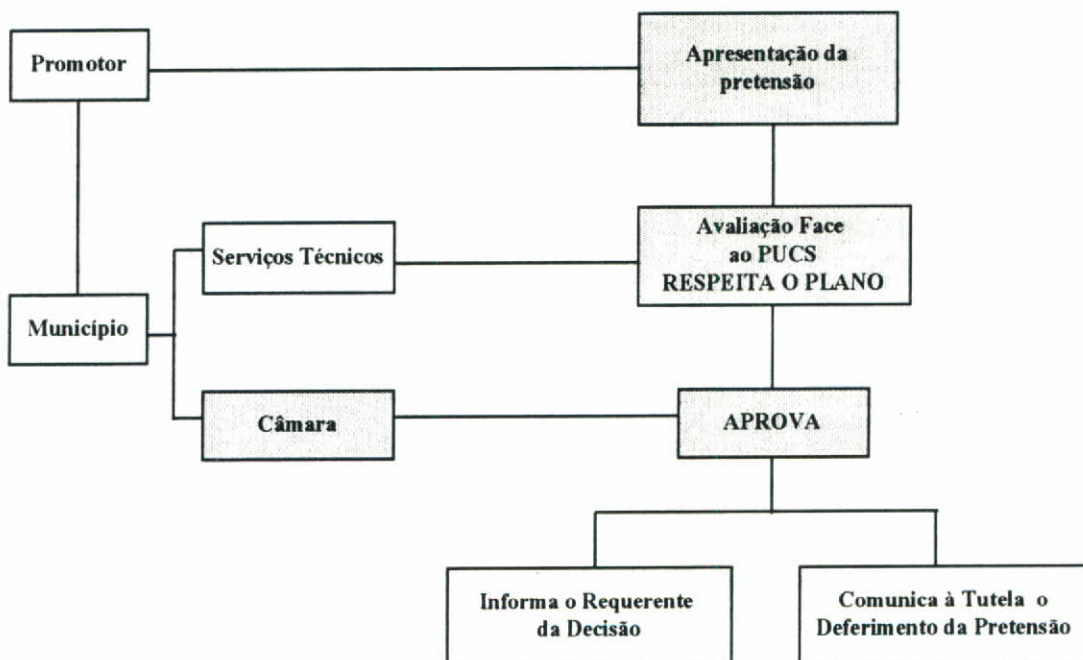 Promotor
Apresentação da
pretensão
Serviços Técnicos
Avaliação Face
ao PUCS
RESPEITA O PLANO
Município
Câmara
APROVA
Informa o Requerente
da Decisão
Comunica à Tutela o
Deferimento da Pretensão